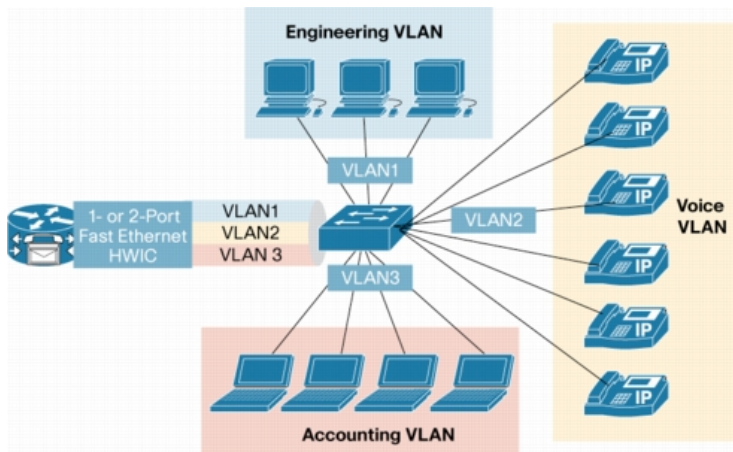 Engineering VLAN
VLAN1
1- or 2-Port
Fast Ethernet
HWIC
VLAN1
VLAN2
VLAN 3
VLAN2
VLAN3
IP
IP
IP
IP
IP
IP
Voice
VLAN
Accounting VLAN